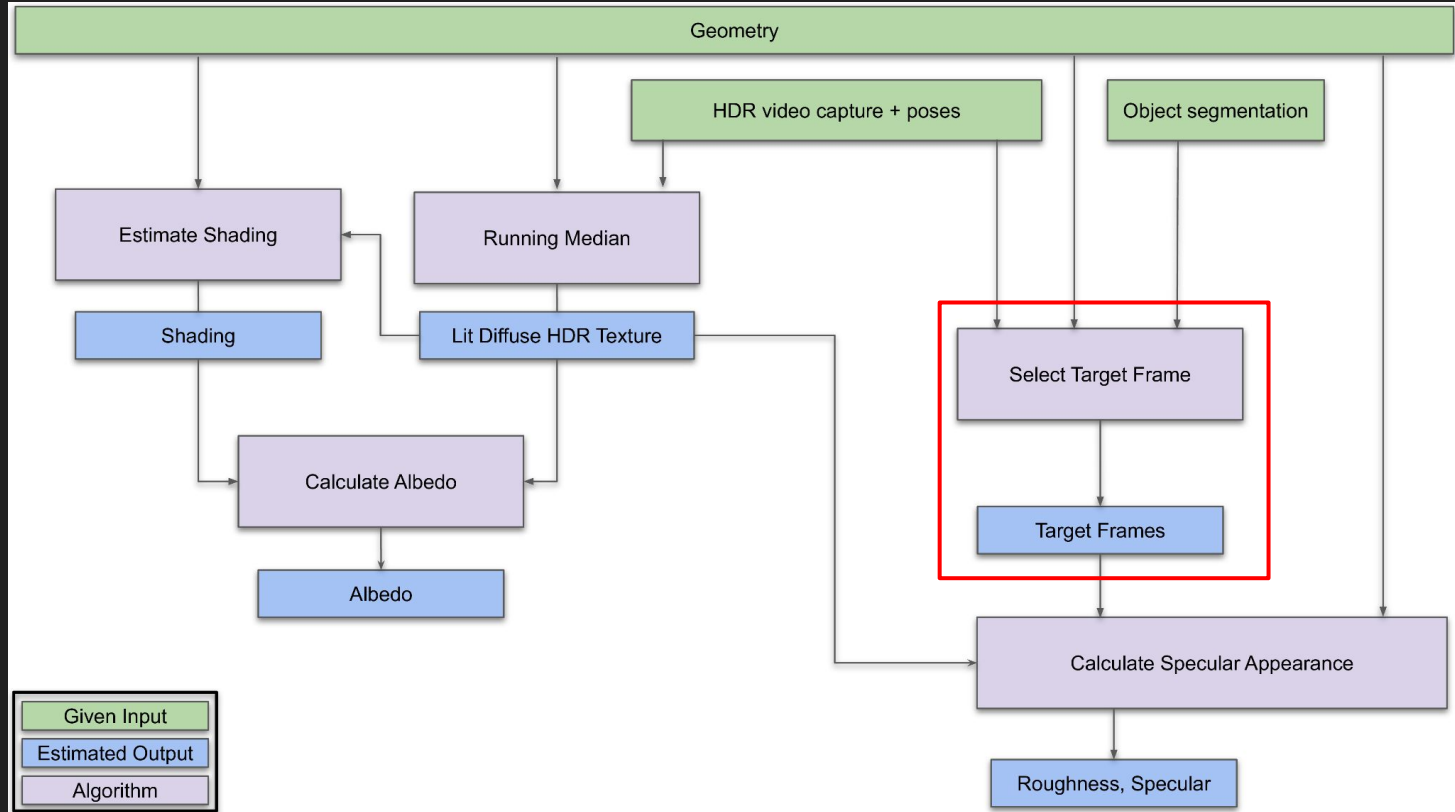 Geometry
HDR video capture + poses
Object segmentation
Estimate Shading
Running Median
Shading
Lit Diffuse HDR Texture
Select Target Frame
Calculate Albedo
Target Frames
Albedo
Calculate Specular Appearance
Given Input
Estimated Output
Algorithm
Roughness, Specular